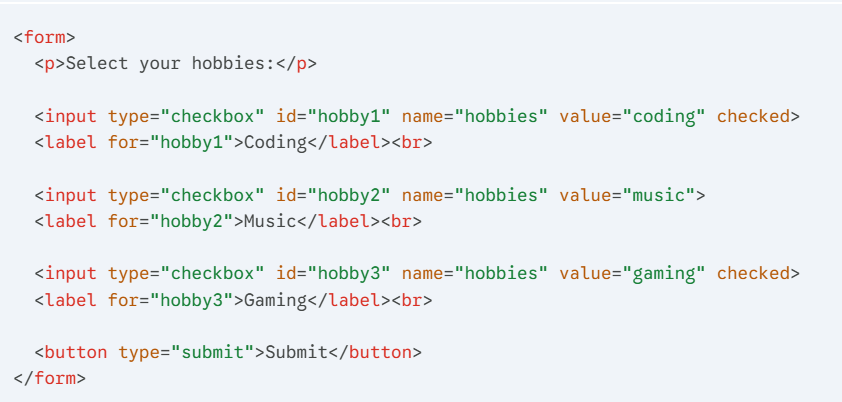 <form>
<p>Select your hobbies:</p>
<input type="checkbox" id="hobby1" name="hobbies" value="coding" checked>
<label for="hobby1">Coding</label><br>
<input type="checkbox" id="hobby2" name="hobbies" value="music">
<label for="hobby2">Music</label><br>
<input type="checkbox" id="hobby3" name="hobbies" value="gaming" checked>
<label for="hobby3">Gaming</label><br>
<button type="submit">Submit</button>
</form>